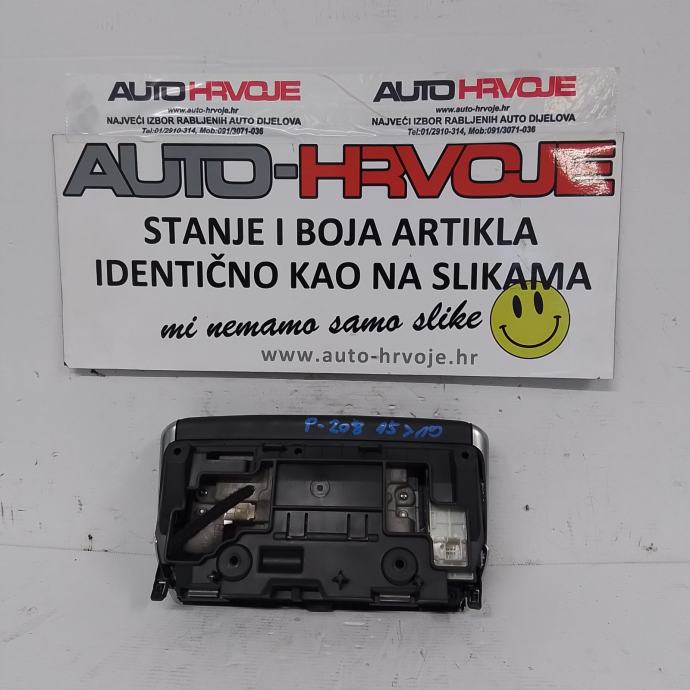 AUTO HRVOJE
www.auto-hrvoje.hr
NAJVEĆI IZBOR RABLJENIH AUTO DIJELOVA
Tel:01/2910-314, Mob:091/3071-036
AUTO HRVOJE
www.auto-hrvoje.hr
NAJVEĆI IZBOR RABLJENIH AUTO DIJELOVA
Tel:01/2910-314, Mob:091/3071-036
AUTO-HRVOJE
STANJE I BOJA ARTIKLA
IDENTIČNO KAO NA SLIKAMA
mi nemamo samo slike
www.auto-hrvoje.hr
P-208 15>19